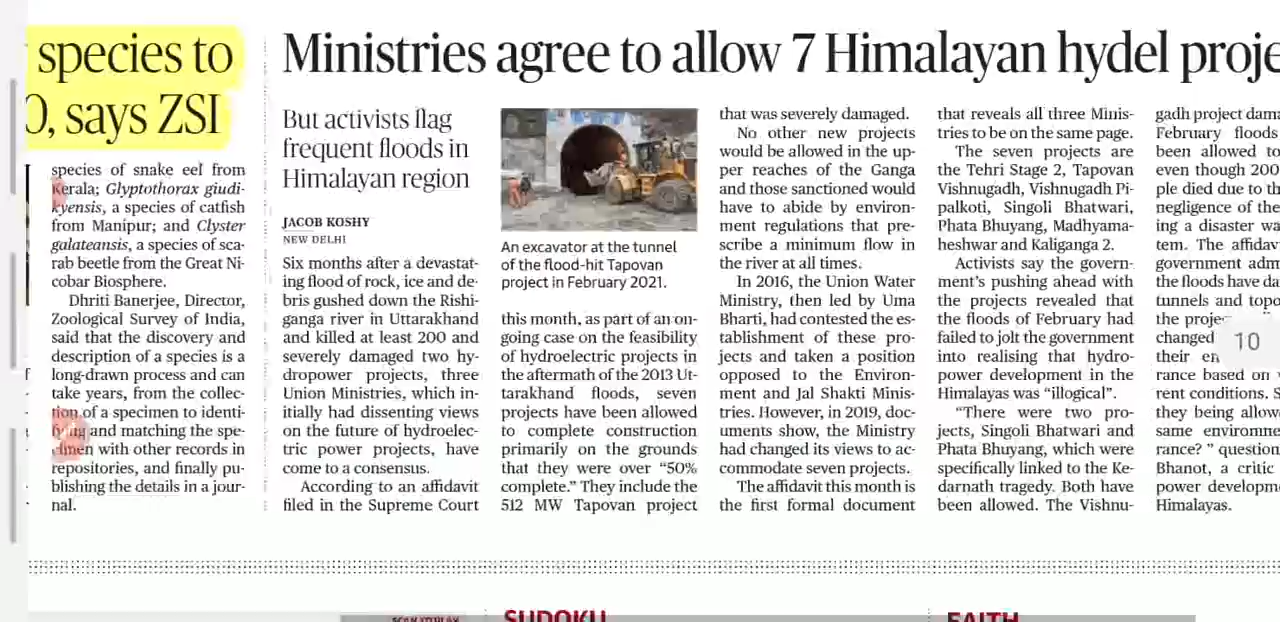 species to
0, says ZSI
species of snake eel from
Kerala; Glyptothorax giudi-
kyensis, a species of catfish
from Manipur; and Clyster
galateansis, a species of sca-
rab beetle from the Great Ni-
cobar Biosphere.
Dhriti Banerjee, Director,
Zoological Survey of India,
said that the discovery and
description of a species is a
long-drawn process and can
take years, from the collec-
tion of a specimen to identi-
fying and matching the spe-
cimen with other records in
repositories, and finally pu-
blishing the details in a jour-
nal.
Ministries agree to allow 7 Himalayan hydel proje
But activists flag
frequent floods in
Himalayan region
JACOB KOSHY
NEW DELHI
Six months after a devastat-
ing flood of rock, ice and de-
bris gushed down the Rishi-
ganga river in Uttarakhand
and killed at least 200 and
severely damaged two hy-
dropower projects, three
Union Ministries, which in-
itially had dissenting views
on the future of hydroelec-
tric power projects, have
come to a consensus.
According to an affidavit
filed in the Supreme Court
An excavator at the tunnel
of the flood-hit Tapovan
project in February 2021.
this month, as part of an on-
going case on the feasibility
of hydroelectric projects in
the aftermath of the 2013 Ut-
tarakhand floods, seven
projects have been allowed
to complete construction
primarily on the grounds
that they were over “50%
complete.” They include the
512 MW Tapovan project
that was severely damaged.
No other new projects
would be allowed in the up-
per reaches of the Ganga
and those sanctioned would
have to abide by environ-
ment regulations that pre-
scribe a minimum flow in
the river at all times.
In 2016, the Union Water
Ministry, then led by Uma
Bharti, had contested the es-
tablishment of these pro-
jects and taken a position
opposed to the Environ-
ment and Jal Shakti Minis-
tries. However, in 2019, doc-
uments show, the Ministry
had changed its views to ac-
commodate seven projects.
The affidavit this month is
the first formal document
that reveals all three Minis-
tries to be on the same page.
The seven projects are
the Tehri Stage 2, Tapovan
Vishnugadh, Vishnugadh Pi-
palkoti, Singoli Bhatwari,
Phata Bhuyang, Madhyama-
heshwar and Kaliganga 2.
Activists say the govern-
ment’s pushing ahead with
the projects revealed that
the floods of February had
failed to jolt the government
into realising that hydro-
power development in the
Himalayas was “illogical”.
“There were two pro-
jects, Singoli Bhatwari and
Phata Bhuyang, which were
specifically linked to the Ke-
darnath tragedy. Both have
been allowed. The Vishnu-
gadh project dam
February floods
been allowed to
even though 200
ple died due to th
negligence of the
ing a disaster wa
tem. The affidav
government adm
the floods have da
tunnels and topo
the projec
changed
their en
rance based on
rent conditions. S
they being allow
same environme
rance? ” question
Bhanot, a critic
power developm
Himalayas.
10
SUDOKU
FAITH